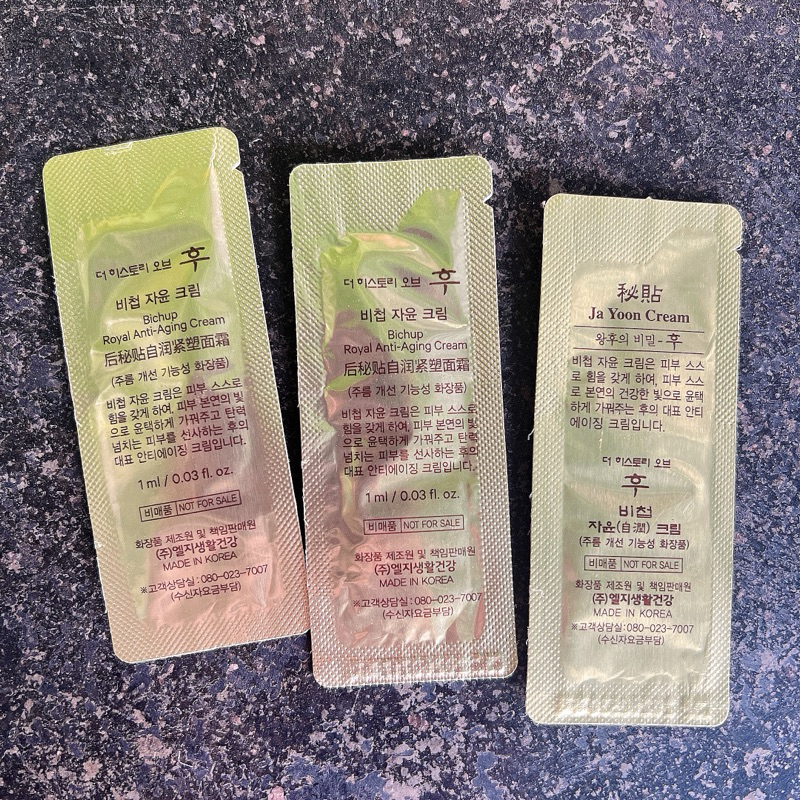 더 히스토리 오브 후
비첩 자윤 크림
Bichup
Royal Anti-Aging Cream
后秘贴自润紧塑面霜
(주름 개선 기능성 화장품)
비첩 자윤 크림은 피부 스스로
힘을 갖게 하여, 피부 본연의 빛
으로 윤택하게 가꿔주고 탄력
넘치는 피부를 선사하는 후의
대표 안티에이징 크림입니다.
1 ml / 0.03 fl. oz.
비매품 NOT FOR SALE
화장품 제조원 및 책임판매원
(주)엘지생활건강
MADE IN KOREA
※고객상담실:080-023-7007
(수신자요금부담)
더 히스토리 오브 후
비첩 자윤 크림
Bichup
Royal Anti-Aging Cream
后秘贴自润紧塑面霜
(주름 개선 기능성 화장품)
비첩 자윤 크림은 피부 스스로
힘을 갖게 하여, 피부 본연의 빛
으로 윤택하게 가꿔주고 탄력
넘치는 피부를 선사하는 후의
대표 안티에이징 크림입니다.
1 ml / 0.03 fl. oz.
비매품 NOT FOR SALE
화장품 제조원 및 책임판매원
(주)엘지생활건강
MADE IN KOREA
※고객상담실:080-023-7007
(수신자요금부담)
秘貼
Ja Yoon Cream
왕후의 비밀-후
비첩 자윤 크림은 피부 스스
로 힘을 갖게 하여, 피부 스스
로 본연의 건강한 빛으로 윤택
하게 가꿔주는 후의 대표 안티
에이징 크림입니다.
더 히스토리 오브
후
비첩
자윤(自潤) 크림
(주름 개선 기능성 화장품)
비매품 NOT FOR SALE
화장품 제조원 및 책임판매원
(주)엘지생활건강
MADE IN KOREA
※고객상담실:080-023-7007
(수신자요금부담)